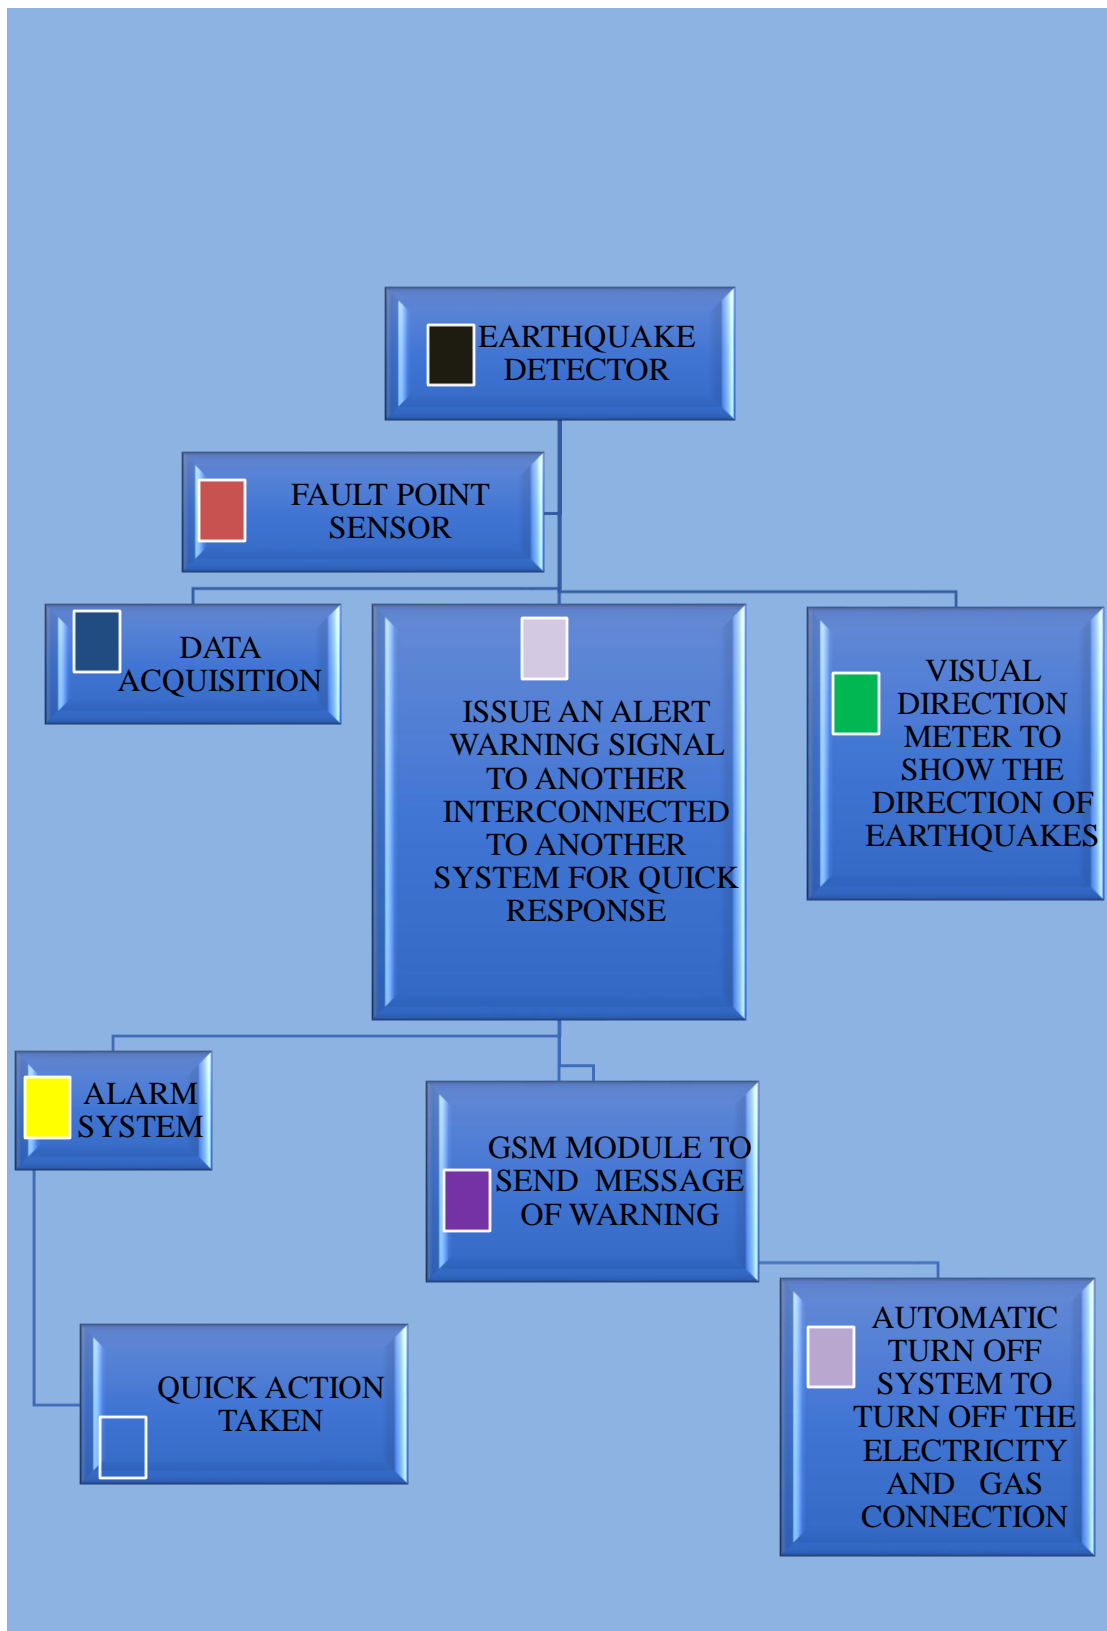 EARTHQUAKE
DETECTOR
FAULT POINT
SENSOR
DATA
ACQUISITION
ISSUE AN ALERT
WARNING SIGNAL
TO ANOTHER
INTERCONNECTED
TO ANOTHER
SYSTEM FOR QUICK
RESPONSE
VISUAL
DIRECTION
METER TO
SHOW THE
DIRECTION OF
EARTHQUAKES
ALARM
SYSTEM
GSM MODULE TO
SEND MESSAGE
OF WARNING
QUICK ACTION
TAKEN
AUTOMATIC
TURN OFF
SYSTEM TO
TURN OFF THE
ELECTRICITY
AND GAS
CONNECTION